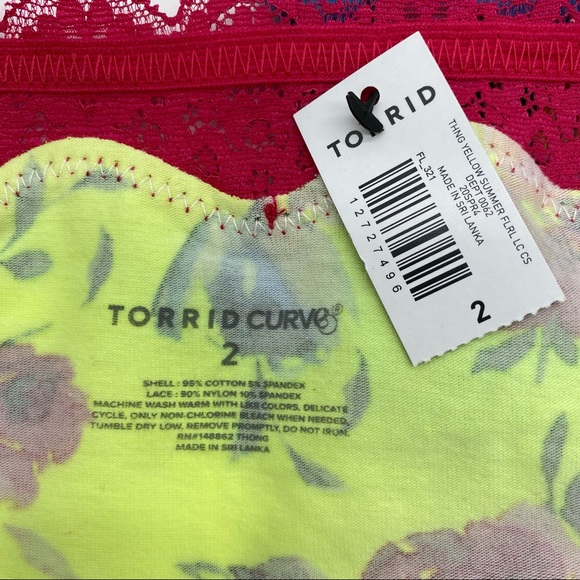 TORRID
FL_321
12727496
THNG YELLOW SUMMER FLRL LC CS
DEPT 0062
20SPR4
MADE IN SRI LANKA
2
TORRID CURVE
2
SHELL : 95% COTTON 5% SPANDEX
LACE : 90% NYLON 10% SPANDEX
MACHINE WASH WARM WITH LIKE COLORS, DELICATE
CYCLE, ONLY NON-CHLORINE BLEACH WHEN NEEDED,
TUMBLE DRY LOW. REMOVE PROMPTLY, DO NOT IRON.
RN#148862 THONG
MADE IN SRI LANKA